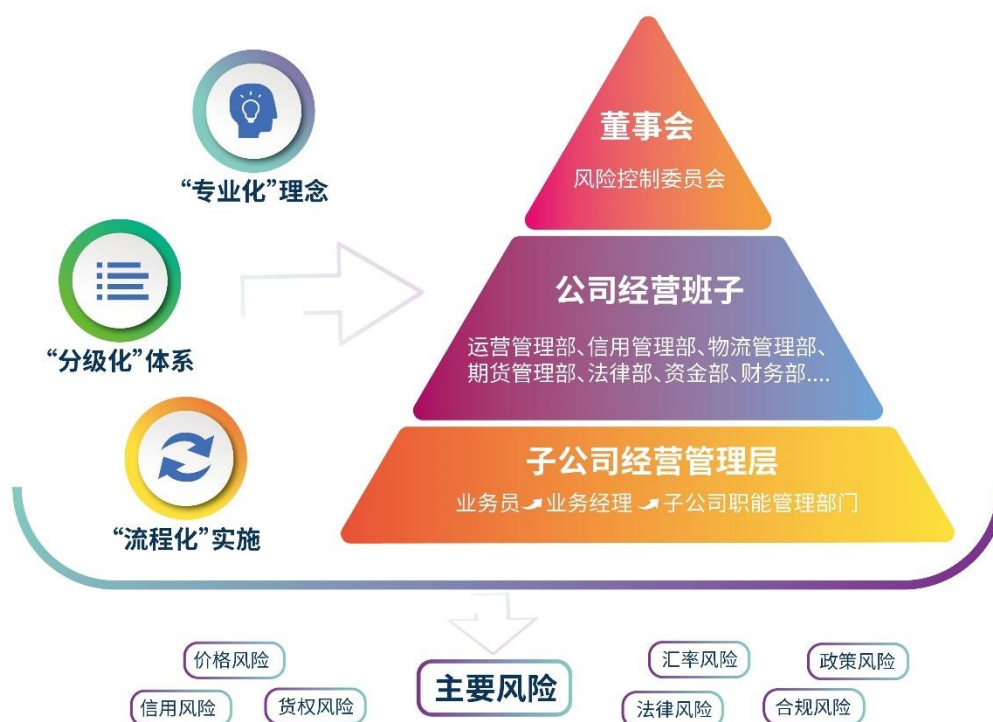 “专业化”理念
“分级化”体系
“流程化”实施
董事会
风险控制委员会
公司经营班子
运营管理部、信用管理部、物流管理部、
期货管理部、法律部、资金部、财务部....
子公司经营管理层
业务员➚业务经理➚子公司职能管理部门
价格风险
信用风险
货权风险
主要风险
汇率风险
政策风险
法律风险
合规风险